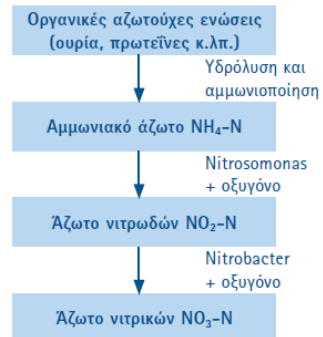 Οργανικές αζωτούχες ενώσεις
(ουρία, πρωτεΐνες κ.λπ.)
Υδρόλυση και
αμμωνιοποίηση
Αμμωνιακό άζωτο NH₄–N
Nitrosomonas
+ οξυγόνο
Άζωτο νιτρωδών NO₂–N
Nitrobacter
+ οξυγόνο
Άζωτο νιτρικών NO₃–N